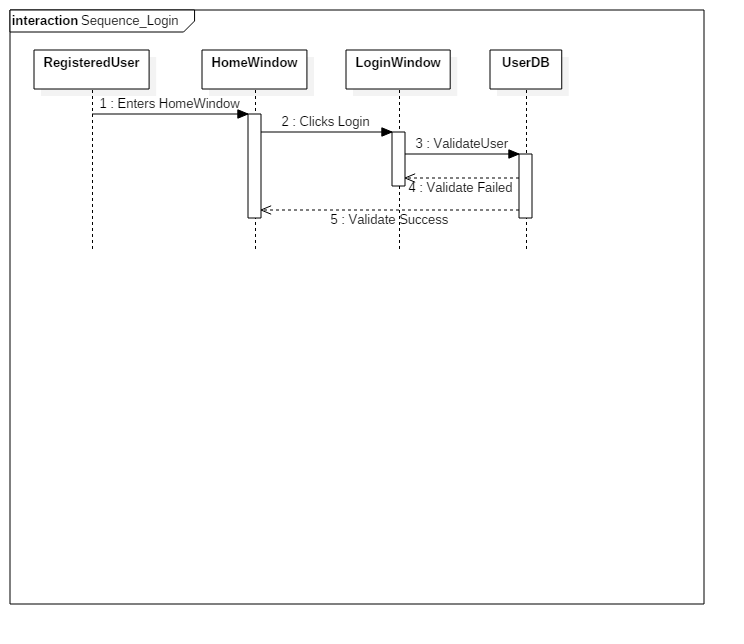 interaction Sequence_Login
RegisteredUser
HomeWindow
LoginWindow
UserDB
1 : Enters HomeWindow
2 : Clicks Login
3 : ValidateUser
4 : Validate Failed
5 : Validate Success